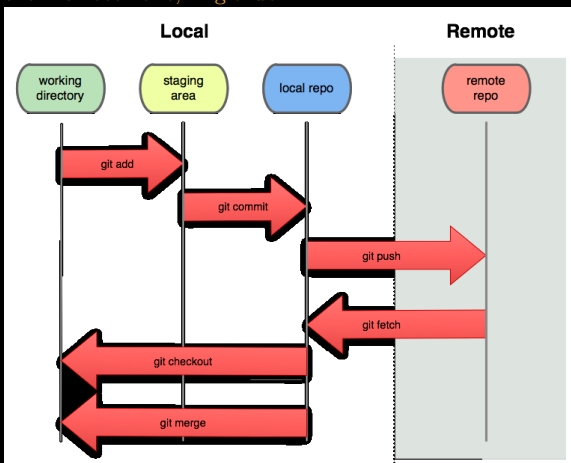 Local
Remote
working
directory
staging
area
local repo
remote
repo
git add
git commit
git push
git fetch
git checkout
git merge